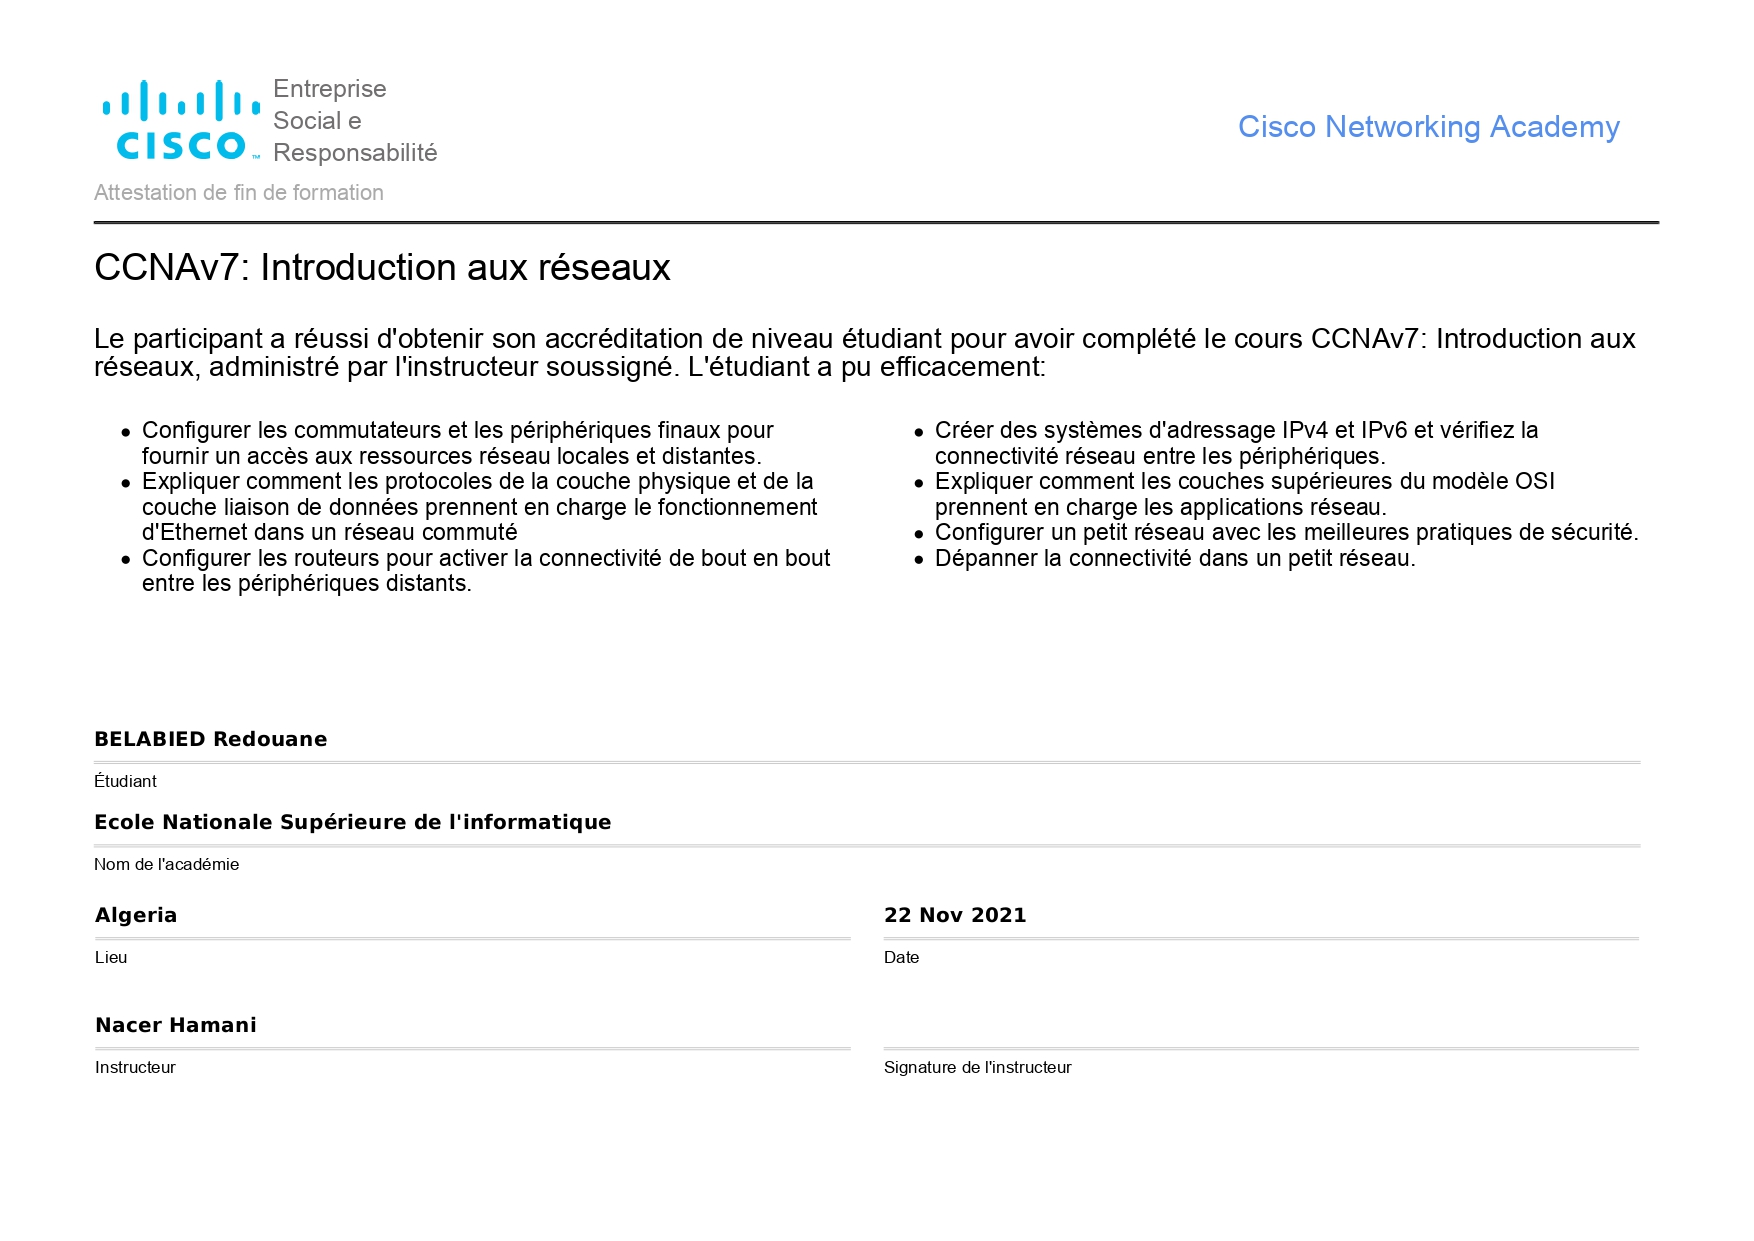 CISCO
TM
Entreprise
Social e
Responsabilité
Cisco Networking Academy
Attestation de fin de formation
CCNAv7: Introduction aux réseaux
Le participant a réussi d'obtenir son accréditation de niveau étudiant pour avoir complété le cours CCNAv7: Introduction aux
réseaux, administré par l'instructeur soussigné. L'étudiant a pu efficacement:
• Configurer les commutateurs et les périphériques finaux pour
fournir un accès aux ressources réseau locales et distantes.
• Expliquer comment les protocoles de la couche physique et de la
couche liaison de données prennent en charge le fonctionnement
d'Ethernet dans un réseau commuté
• Configurer les routeurs pour activer la connectivité de bout en bout
entre les périphériques distants.
• Créer des systèmes d'adressage IPv4 et IPv6 et vérifiez la
connectivité réseau entre les périphériques.
• Expliquer comment les couches supérieures du modèle OSI
prennent en charge les applications réseau.
• Configurer un petit réseau avec les meilleures pratiques de sécurité.
• Dépanner la connectivité dans un petit réseau.
BELABIED Redouane
Étudiant
Ecole Nationale Supérieure de l'informatique
Nom de l'académie
Algeria
Lieu
22 Nov 2021
Date
Nacer Hamani
Instructeur
Signature de l'instructeur